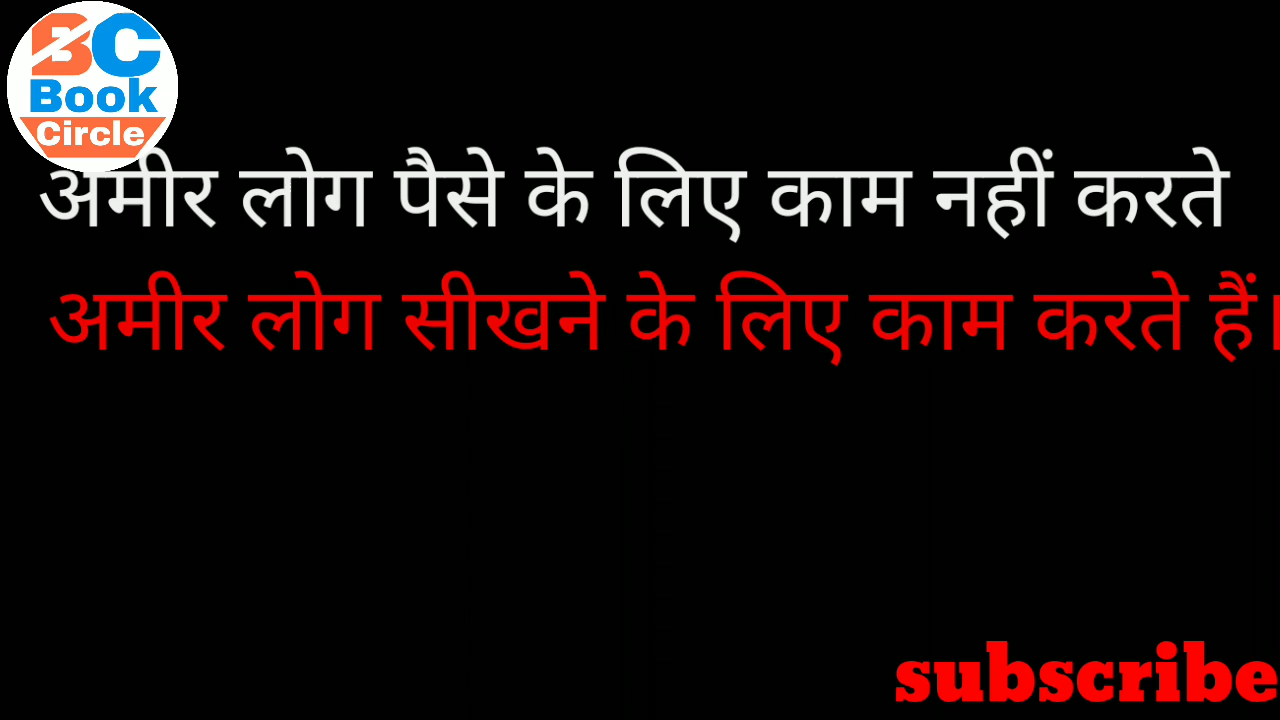 BC
Book
Circle
अमीर लोग पैसे के लिए काम नहीं करते
अमीर लोग सीखने के लिए काम करते हैं।
subscribe